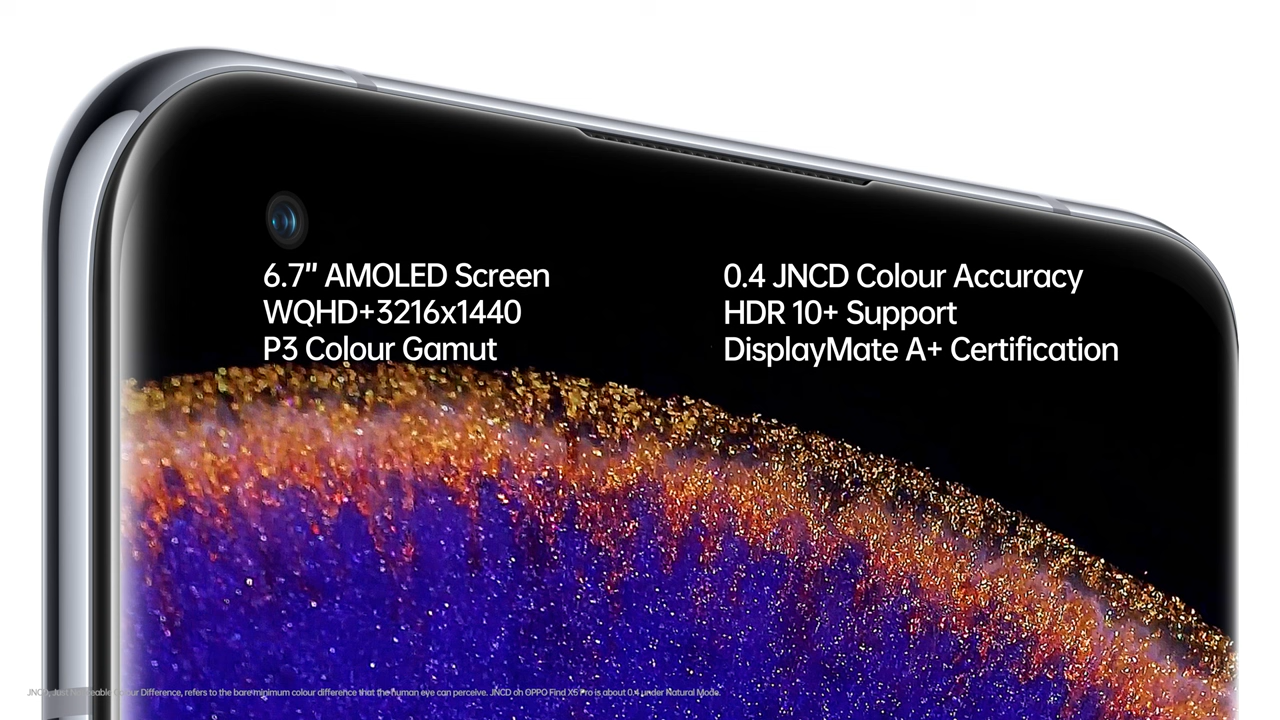 6.7" AMOLED Screen
WQHD+3216x1440
P3 Colour Gamut
0.4 JNCD Colour Accuracy
HDR 10+ Support
DisplayMate A+ Certification
JNCD, Just Noticeable Colour Difference, refers to the bare minimum colour difference that the human eye can perceive. JNCD on OPPO Find X5 Pro is about 0.4 under Natural Mode.